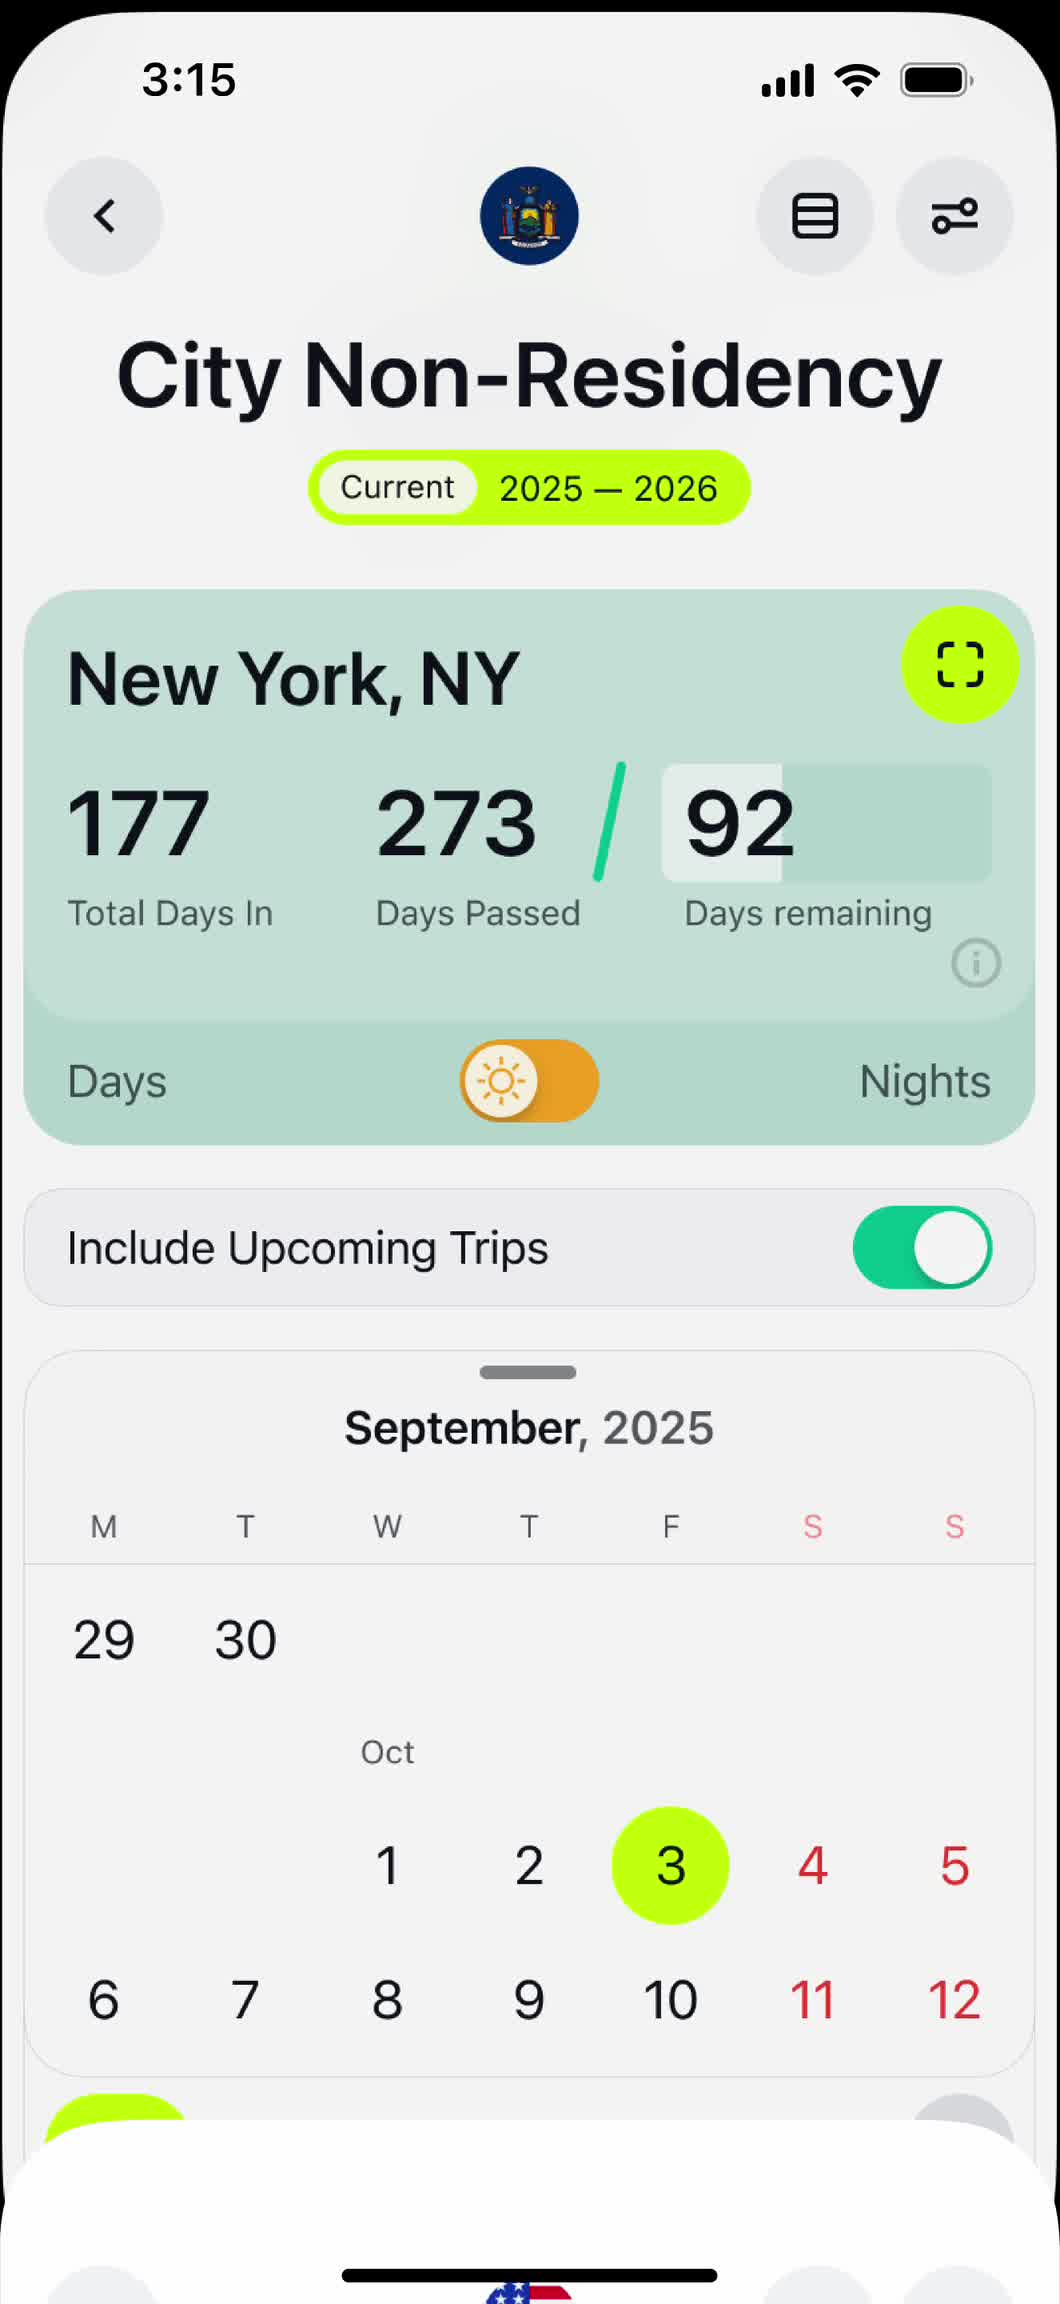 3:15
City Non-Residency
Current 2025 — 2026
New York, NY
177 273 / 92
Total Days In Days Passed Days remaining
Days Nights
Include Upcoming Trips
September, 2025
M T W T F S S
29 30
Oct
1 2 3 4 5
6 7 8 9 10 11 12